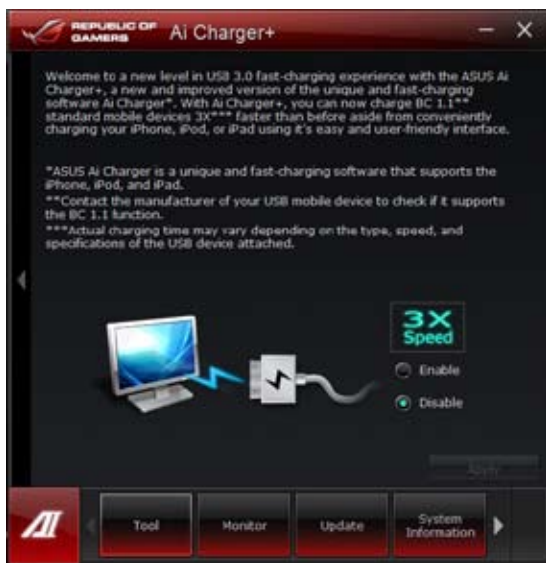 REPUBLIC OF
GAMERS
Ai Charger+
Welcome to a new level in USB 3.0 fast-charging experience with the ASUS Ai
Charger+, a new and improved version of the unique and fast-charging
software Ai Charger*. With Ai Charger+, you can now charge BC 1.1**
standard mobile devices 3X*** faster than before aside from conveniently
charging your iPhone, iPod, or iPad using it's easy and user-friendly interface.
*ASUS Ai Charger is a unique and fast-charging software that supports the
iPhone, iPod, and iPad.
**Contact the manufacturer of your USB mobile device to check if it supports
the BC 1.1 function.
***Actual charging time may vary depending on the type, speed, and
specifications of the USB device attached.
3X
Speed
Enable
Disable
Apply
Tool
Monitor
Update
System
Information